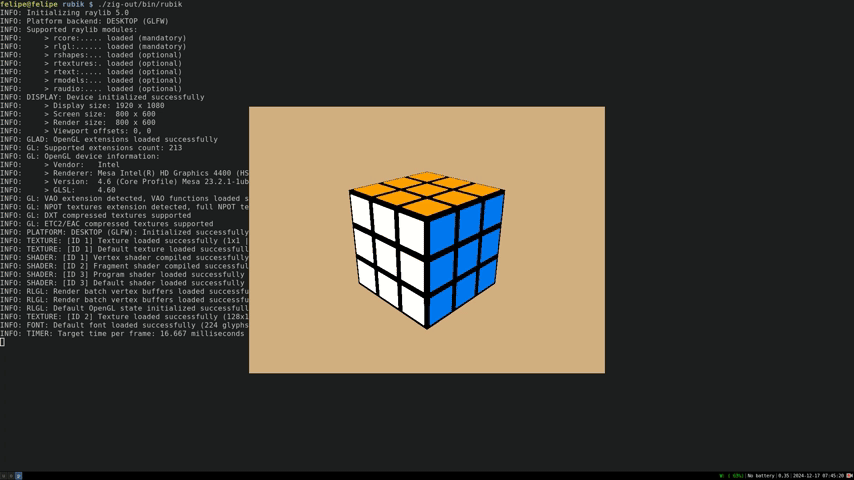 felipe@felipe rubik $ ./zig-out/bin/rubik
INFO: Initializing raylib 5.0
INFO: Platform backend: DESKTOP (GLFW)
INFO: Supported raylib modules:
INFO:     > rcore:..... loaded (mandatory)
INFO:     > rlgl:...... loaded (mandatory)
INFO:     > rshapes:... loaded (optional)
INFO:     > rtextures:. loaded (optional)
INFO:     > rtext:..... loaded (optional)
INFO:     > rmodels:... loaded (optional)
INFO:     > raudio:.... loaded (optional)
INFO: DISPLAY: Device initialized successfully
INFO:     > Display size: 1920 x 1080
INFO:     > Screen size:  800 x 600
INFO:     > Render size:  800 x 600
INFO:     > Viewport offsets: 0, 0
INFO: GLAD: OpenGL extensions loaded successfully
INFO: GL: Supported extensions count: 213
INFO: GL: OpenGL device information:
INFO:     > Vendor:   Intel
INFO:     > Renderer: Mesa Intel(R) HD Graphics 4400 (HS
INFO:     > Version:  4.6 (Core Profile) Mesa 23.2.1-1ub
INFO:     > GLSL:     4.60
INFO: GL: VAO extension detected, VAO functions loaded s
INFO: GL: NPOT textures extension detected, full NPOT te
INFO: GL: DXT compressed textures supported
INFO: GL: ETC2/EAC compressed textures supported
INFO: PLATFORM: DESKTOP (GLFW): Initialized successfully
INFO: TEXTURE: [ID 1] Texture loaded successfully (1x1 |
INFO: TEXTURE: [ID 1] Default texture loaded successfull
INFO: SHADER: [ID 1] Vertex shader compiled successfully
INFO: SHADER: [ID 2] Fragment shader compiled successful
INFO: SHADER: [ID 3] Program shader loaded successfully
INFO: SHADER: [ID 3] Default shader loaded successfully
INFO: RLGL: Render batch vertex buffers loaded successfu
INFO: RLGL: Render batch vertex buffers loaded successfu
INFO: RLGL: Default OpenGL state initialized successfull
INFO: TEXTURE: [ID 2] Texture loaded successfully (128x1
INFO: FONT: Default font loaded successfully (224 glyphs
INFO: TIMER: Target time per frame: 16.667 milliseconds
No battery 0.35 2024-12-17 07:45:20